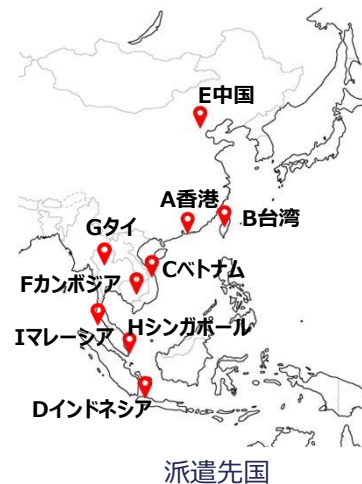 E中国
A香港
B台湾
Gタイ
Cベトナム
Fカンボジア
Hシンガポール
Iマレーシア
Dインドネシア
派遣先国